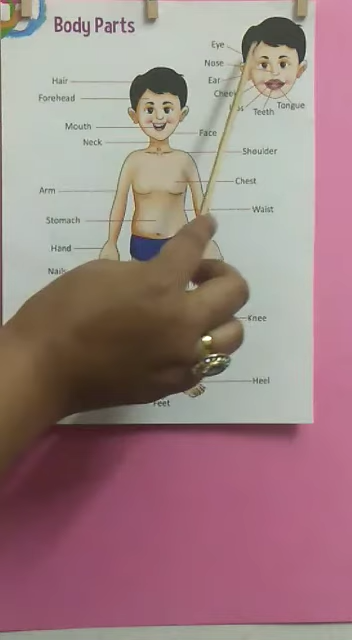 Body Parts
Eye
Nose
Ear
Cheek
Teeth
Tongue
Hair
Forehead
Mouth
Neck
Face
Shoulder
Arm
Chest
Stomach
Waist
Hand
Nails
Knee
Heel
Feet